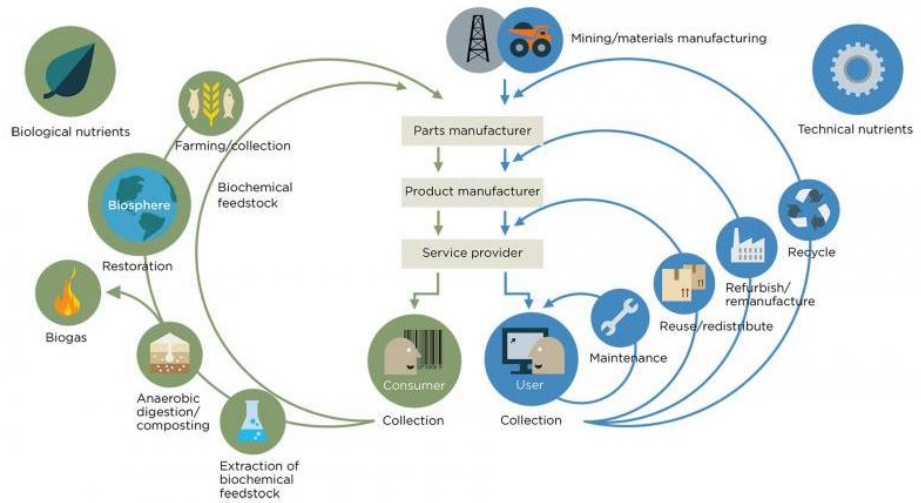 Mining/materials manufacturing
Biological nutrients
Technical nutrients
Farming/collection
Parts manufacturer
Biochemical
feedstock
Product manufacturer
Biosphere
Restoration
Service provider
Recycle
Refurbish/
remanufacture
Reuse/redistribute
Biogas
Maintenance
Consumer
User
Anaerobic
digestion/
composting
Collection
Collection
Extraction of
biochemical
feedstock